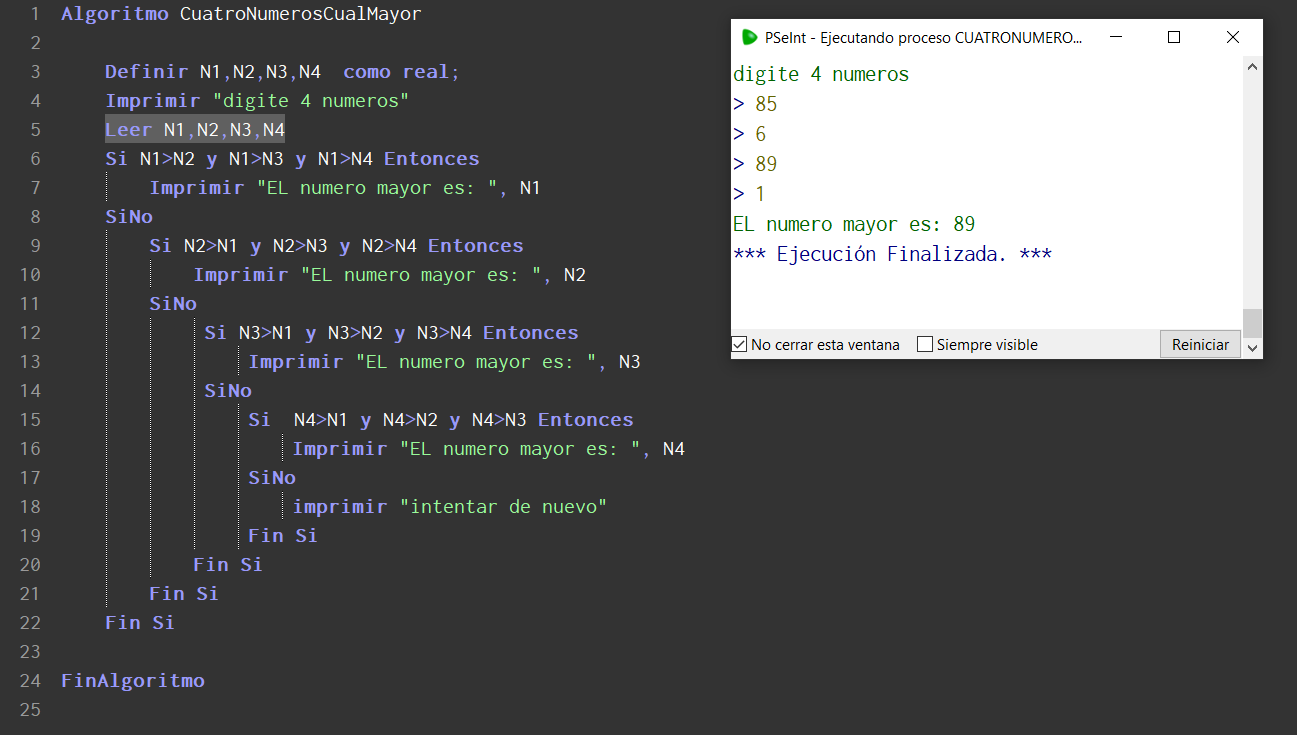 1 Algoritmo CuatroNumerosCualMayor
2
3 Definir N1,N2,N3,N4  como real;
4 Imprimir "digite 4 numeros"
5 Leer N1,N2,N3,N4
6 Si N1>N2 y N1>N3 y N1>N4 Entonces
7 Imprimir "EL numero mayor es: ", N1
8 SiNo
9 Si N2>N1 y N2>N3 y N2>N4 Entonces
10 Imprimir "EL numero mayor es: ", N2
11 SiNo
12 Si N3>N1 y N3>N2 y N3>N4 Entonces
13 Imprimir "EL numero mayor es: ", N3
14 SiNo
15 Si  N4>N1 y N4>N2 y N4>N3 Entonces
16 Imprimir "EL numero mayor es: ", N4
17 SiNo
18 imprimir "intentar de nuevo"
19 Fin Si
20 Fin Si
21 Fin Si
22 Fin Si
23
24 FinAlgoritmo
25
PSeInt - Ejecutando proceso CUATRONUMERO...
digite 4 numeros
> 85
> 6
> 89
> 1
EL numero mayor es: 89
*** Ejecución Finalizada. ***
No cerrar esta ventana Siempre visible Reiniciar